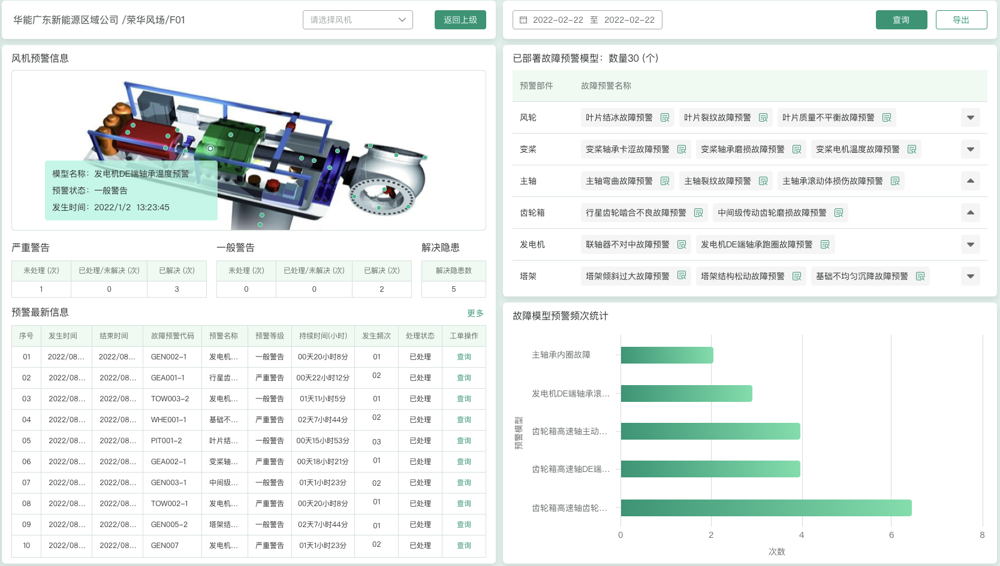 华能广东新能源区域公司 /荣华风场/F01
请选择风机
返回上级
2022-02-22 至 2022-02-22
查询
导出
风机预警信息
模型名称：发电机DE端轴承温度预警
预警状态：一般警告
发生时间：2022/1/2 13:23:45
严重警告
未处理 (次) 已处理/未解决 (次) 已解决 (次)
1 0 3
一般警告
未处理 (次) 已处理/未解决 (次) 已解决 (次)
0 0 2
解决隐患
解决隐患数
5
预警最新信息
更多
序号 发生时间 结束时间 故障预警代码 预警名称 预警等级 持续时间(小时) 发生频次 处理状态 工单操作
01 2022/08... 2022/08... GEN002-1 发电机... 一般警告 00天20小时8分 01 已处理 查询
02 2022/08... 2022/08... GEA001-1 行星齿... 严重警告 00天22小时12分 02 已处理 查询
03 2022/08... 2022/08... TOW003-2 发电机... 一般警告 01天11小时5分 01 已处理 查询
04 2022/08... 2022/08... WHE001-1 基础不... 严重警告 02天7小时44分 02 已处理 查询
05 2022/08... 2022/08... PIT001-2 叶片结... 一般警告 00天15小时53分 03 已处理 查询
06 2022/08... 2022/08... GEA002-1 变桨轴... 严重警告 00天18小时21分 01 已处理 查询
07 2022/08... 2022/08... GEN003-1 中间级... 一般警告 01天1小时23分 02 已处理 查询
08 2022/08... 2022/08... TOW002-1 发电机... 严重警告 00天20小时8分 01 已处理 查询
09 2022/08... 2022/08... GEN005-2 塔架结... 一般警告 02天7小时44分 01 已处理 查询
10 2022/08... 2022/08... GEN007 发电机... 严重警告 01天1小时23分 02 已处理 查询
已部署故障预警模型：数量30 (个)
预警部件 故障预警名称
风轮 叶片结冰故障预警 叶片裂纹故障预警 叶片质量不平衡故障预警
变桨 变桨轴承卡涩故障预警 变桨轴承磨损故障预警 变桨电机温度故障预警
主轴 主轴弯曲故障预警 主轴裂纹故障预警 主轴承滚动体损伤故障预警
齿轮箱 行星齿轮啮合不良故障预警 中间级传动齿轮磨损故障预警
发电机 联轴器不对中故障预警 发电机DE端轴承跑圈故障预警
塔架 塔架倾斜过大故障预警 塔架结构松动故障预警 基础不均匀沉降故障预警
故障模型预警频次统计
预警模型
主轴承内圈故障
发电机DE端轴承滚...
齿轮箱高速轴主动...
齿轮箱高速轴DE端...
齿轮箱高速轴齿轮...
0 2 4 6 8
次数